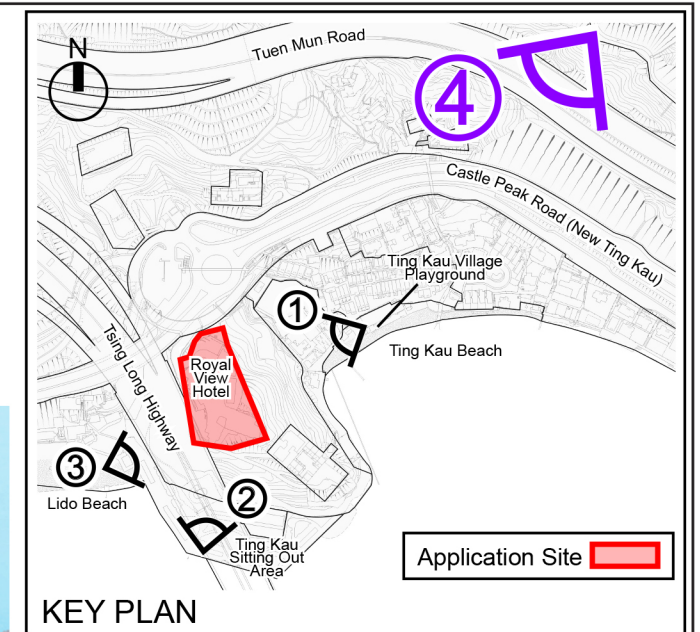 N
Tuen Mun Road
4
Castle Peak Road (New Ting Kau)
Ting Kau Village
Playground
1
Ting Kau Beach
Tsing Long Highway
Royal
View
Hotel
3
Lido Beach
2
Ting Kau
Sitting Out
Area
Application Site
KEY PLAN